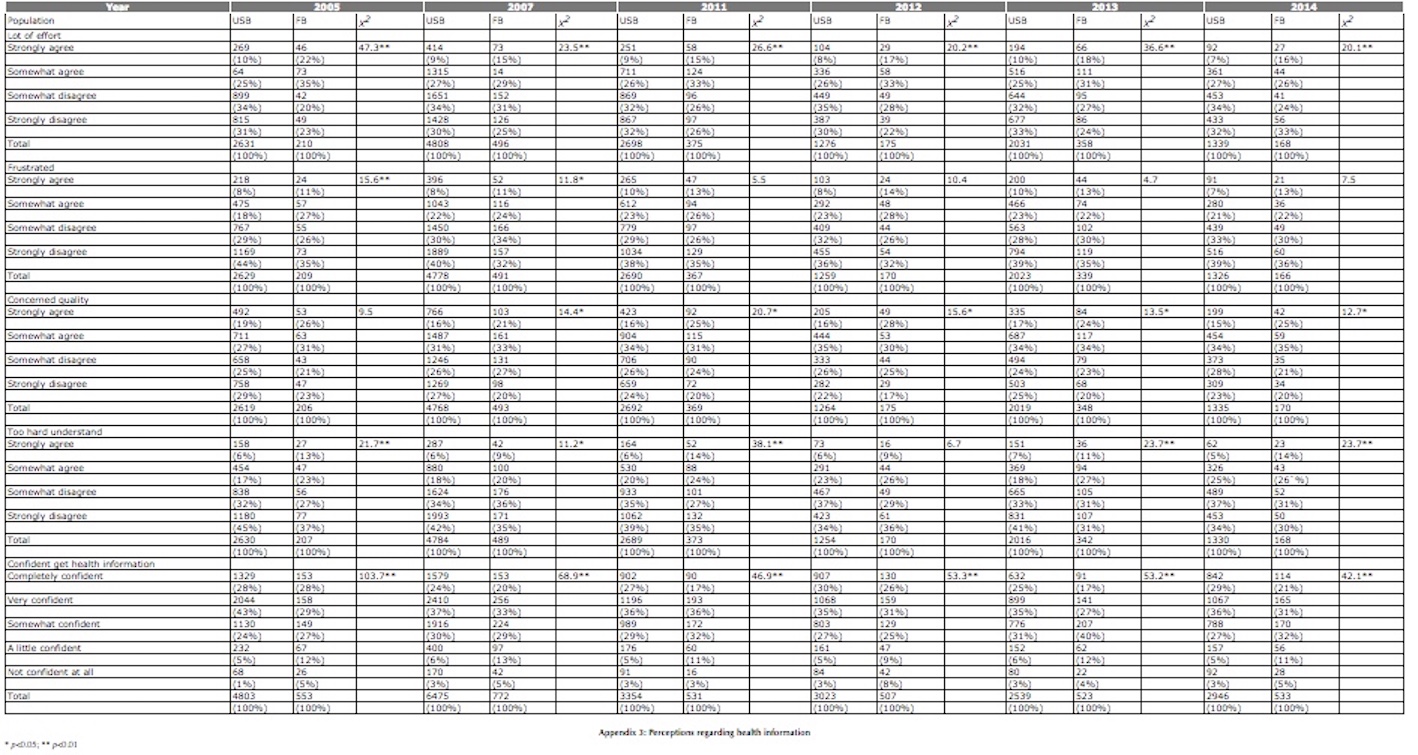 Year 2005 2007 2011 2012 2013 2014
Population USB FB x² USB FB x² USB FB x² USB FB x² USB FB x² USB FB x²
Lot of effort
Strongly agree 269 46 47.3** 414 73 23.5** 251 58 26.6** 104 29 20.2** 194 66 36.6** 92 27 20.1**
(10%) (22%) (9%) (15%) (9%) (15%) (8%) (17%) (10%) (18%) (7%) (16%)
Somewhat agree 64 73 1315 14 711 124 336 58 516 111 361 44
(25%) (35%) (27%) (29%) (26%) (33%) (26%) (33%) (25%) (31%) (27%) (26%)
Somewhat disagree 899 42 1651 152 869 96 449 49 644 95 453 41
(34%) (20%) (34%) (31%) (32%) (26%) (35%) (28%) (32%) (27%) (34%) (24%)
Strongly disagree 815 49 1428 126 867 97 387 39 677 86 433 56
(31%) (23%) (30%) (25%) (32%) (26%) (30%) (22%) (33%) (24%) (32%) (33%)
Total 2631 210 4808 496 2698 375 1276 175 2031 358 1339 168
(100%) (100%) (100%) (100%) (100%) (100%) (100%) (100%) (100%) (100%) (100%) (100%)
Frustrated
Strongly agree 218 24 15.6** 396 52 11.8* 265 47 5.5 103 24 10.4 200 44 4.7 91 21 7.5
(8%) (11%) (8%) (11%) (10%) (13%) (8%) (14%) (10%) (13%) (7%) (13%)
Somewhat agree 475 57 1043 116 612 94 292 48 466 74 280 36
(18%) (27%) (22%) (24%) (23%) (26%) (23%) (28%) (23%) (22%) (21%) (22%)
Somewhat disagree 767 55 1450 166 779 97 409 44 563 102 439 49
(29%) (26%) (30%) (34%) (29%) (26%) (32%) (26%) (28%) (30%) (33%) (30%)
Strongly disagree 1169 73 1889 157 1034 129 455 54 794 119 516 60
(44%) (35%) (40%) (32%) (38%) (35%) (36%) (32%) (39%) (35%) (39%) (36%)
Total 2629 209 4778 491 2690 367 1259 170 2023 339 1326 166
(100%) (100%) (100%) (100%) (100%) (100%) (100%) (100%) (100%) (100%) (100%) (100%)
Concerned quality
Strongly agree 492 53 9.5 766 103 14.4* 423 92 20.7* 205 49 15.6* 335 84 13.5* 199 42 12.7*
(19%) (26%) (16%) (21%) (16%) (25%) (16%) (28%) (17%) (24%) (15%) (25%)
Somewhat agree 711 63 1487 161 904 115 444 53 687 117 454 59
(27%) (31%) (31%) (33%) (34%) (31%) (35%) (30%) (34%) (34%) (34%) (35%)
Somewhat disagree 658 43 1246 131 706 90 333 44 494 79 373 35
(25%) (21%) (26%) (27%) (26%) (24%) (26%) (25%) (24%) (23%) (28%) (21%)
Strongly disagree 758 47 1269 98 659 72 282 29 503 68 309 34
(29%) (23%) (27%) (20%) (24%) (20%) (22%) (17%) (25%) (20%) (23%) (20%)
Total 2619 206 4768 493 2692 369 1264 175 2019 348 1335 170
(100%) (100%) (100%) (100%) (100%) (100%) (100%) (100%) (100%) (100%) (100%) (100%)
Too hard understand
Strongly agree 158 27 21.7** 287 42 11.2* 164 52 38.1** 73 16 6.7 151 36 23.7** 62 23 23.7**
(6%) (13%) (6%) (9%) (6%) (14%) (6%) (9%) (7%) (11%) (5%) (14%)
Somewhat agree 454 47 880 100 530 88 291 44 369 94 326 43
(17%) (23%) (18%) (20%) (20%) (24%) (23%) (26%) (18%) (27%) (25%) (26`%)
Somewhat disagree 838 56 1624 176 933 101 467 49 665 105 489 52
(32%) (27%) (34%) (36%) (35%) (27%) (37%) (29%) (33%) (31%) (37%) (31%)
Strongly disagree 1180 77 1993 171 1062 132 423 61 831 107 453 50
(45%) (37%) (42%) (35%) (39%) (35%) (34%) (36%) (41%) (31%) (34%) (30%)
Total 2630 207 4784 489 2689 373 1254 170 2016 342 1330 168
(100%) (100%) (100%) (100%) (100%) (100%) (100%) (100%) (100%) (100%) (100%) (100%)
Confident get health information
Completely confident 1329 153 103.7** 1579 153 68.9** 902 90 46.9** 907 130 53.3** 632 91 53.2** 842 114 42.1**
(28%) (28%) (24%) (20%) (27%) (17%) (30%) (26%) (25%) (17%) (29%) (21%)
Very confident 2044 158 2410 256 1196 193 1068 159 899 141 1067 165
(43%) (29%) (37%) (33%) (36%) (36%) (35%) (31%) (35%) (27%) (36%) (31%)
Somewhat confident 1130 149 1916 224 989 172 803 129 776 207 788 170
(24%) (27%) (30%) (29%) (29%) (32%) (27%) (25%) (31%) (40%) (27%) (32%)
A little confident 232 67 400 97 176 60 161 47 152 62 157 56
(5%) (12%) (6%) (13%) (5%) (11%) (5%) (9%) (6%) (12%) (5%) (11%)
Not confident at all 68 26 170 42 91 16 84 42 80 22 92 28
(1%) (5%) (3%) (5%) (3%) (3%) (3%) (8%) (3%) (4%) (3%) (5%)
Total 4803 553 6475 772 3354 531 3023 507 2539 523 2946 533
(100%) (100%) (100%) (100%) (100%) (100%) (100%) (100%) (100%) (100%) (100%) (100%)
Appendix 3: Perceptions regarding health information
* p<0.05; ** p<0.01